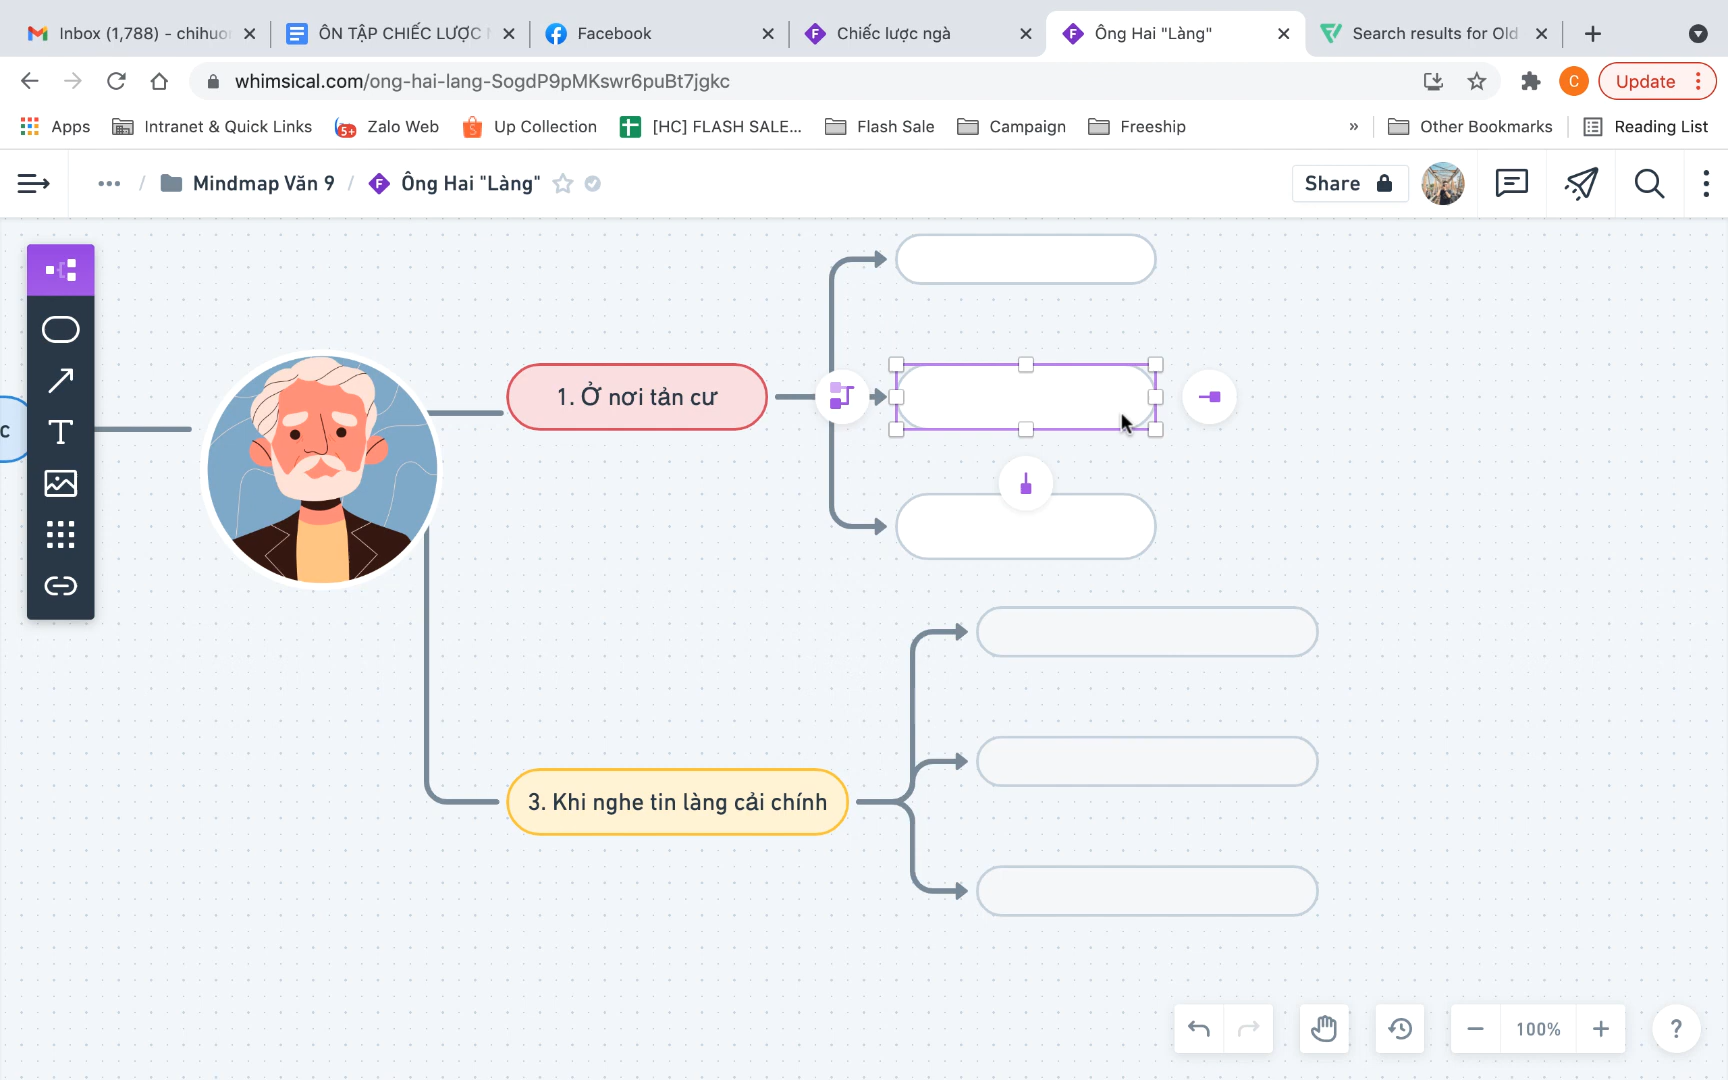 Inbox (1,788) - chihuo
ÔN TẬP CHIẾC LƯỢC
Facebook
Chiếc lược ngà
Ông Hai "Làng"
Search results for Old
whimsical.com/ong-hai-lang-SogdP9pMKswr6puBt7jgkc
C
Update
Apps
Intranet & Quick Links
5+
Zalo Web
Up Collection
[HC] FLASH SALE...
Flash Sale
Campaign
Freeship
»
Other Bookmarks
Reading List
... / Mindmap Văn 9 / Ông Hai "Làng"
Share
c
1. Ở nơi tản cư
3. Khi nghe tin làng cải chính
100%
?